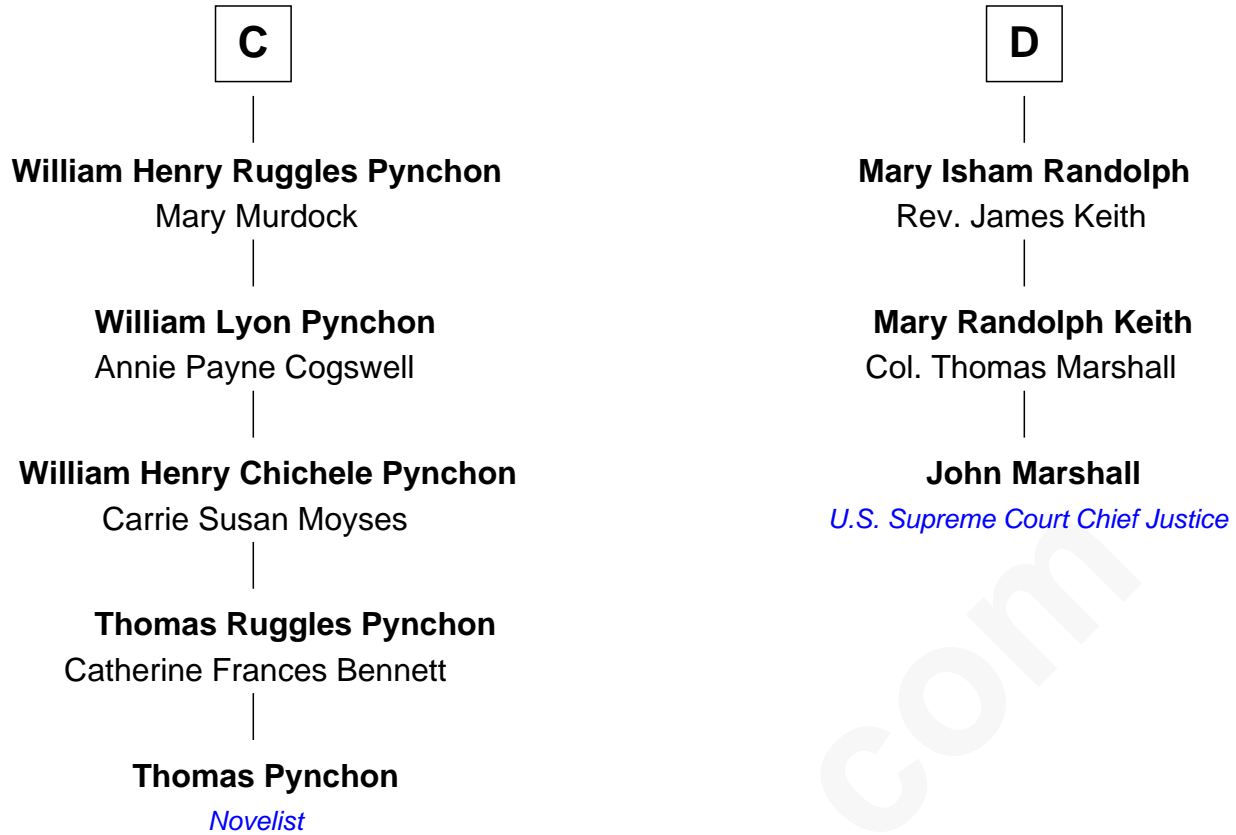 C
William Henry Ruggles Pynchon
Mary Murdock
William Lyon Pynchon
Annie Payne Cogswell
William Henry Chichele Pynchon
Carrie Susan Moyses
Thomas Ruggles Pynchon
Catherine Frances Bennett
Thomas Pynchon
Novelist
D
Mary Isham Randolph
Rev. James Keith
Mary Randolph Keith
Col. Thomas Marshall
John Marshall
U.S. Supreme Court Chief Justice
com